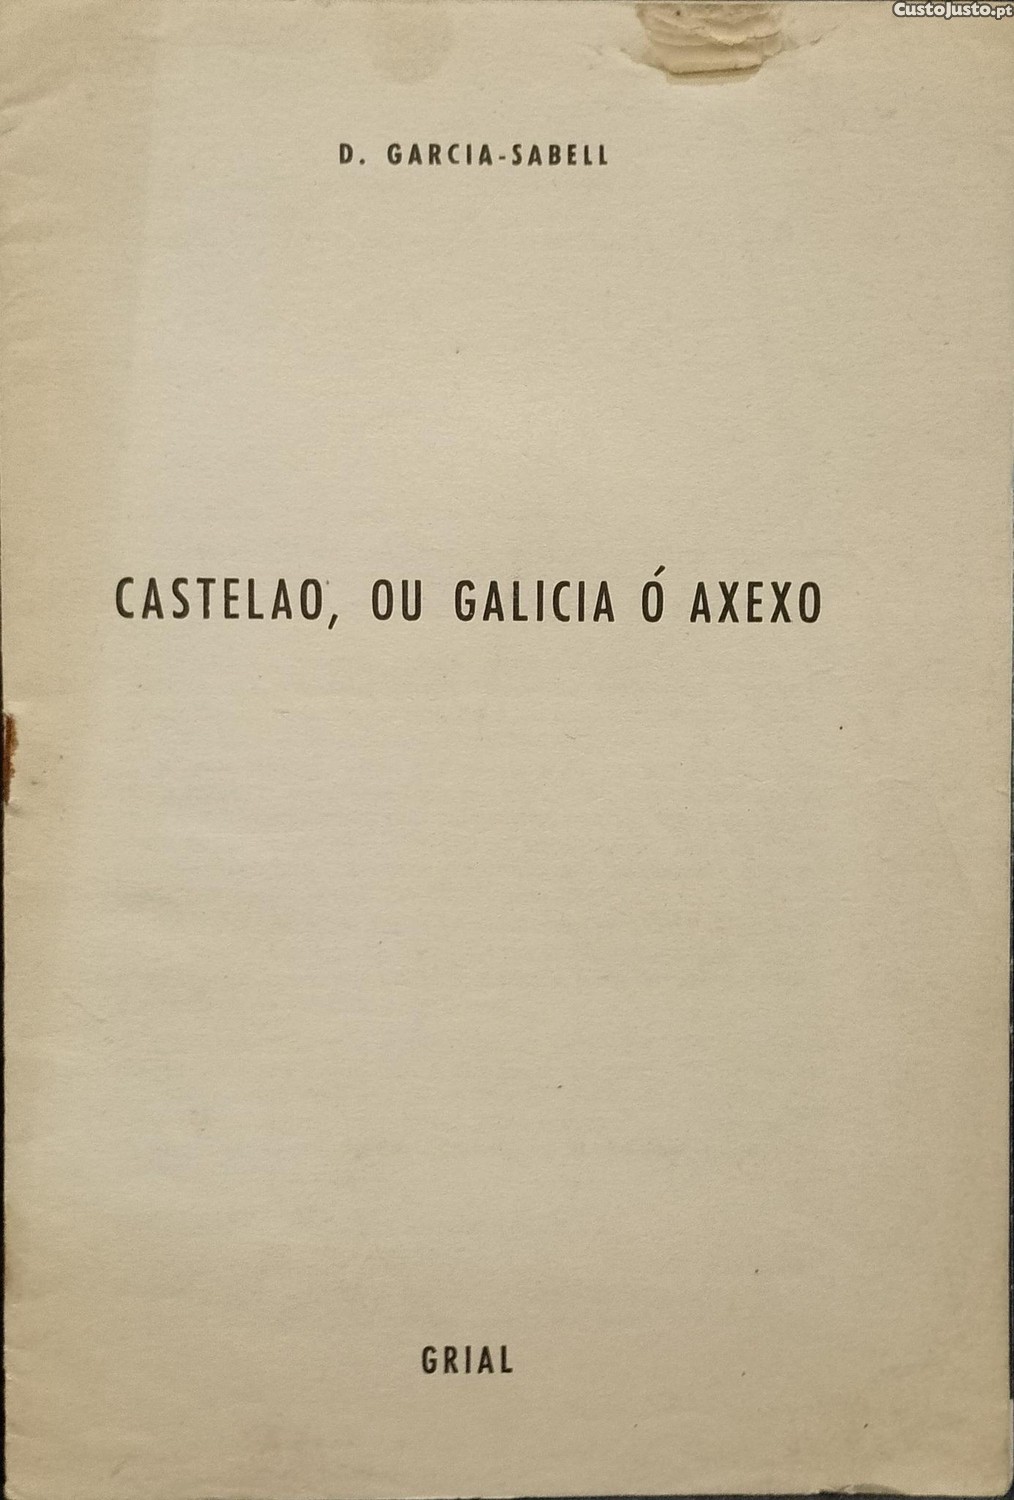 CustoJusto.pt
D. GARCIA-SABELL
CASTELAO, OU GALICIA Ó AXEXO
GRIAL